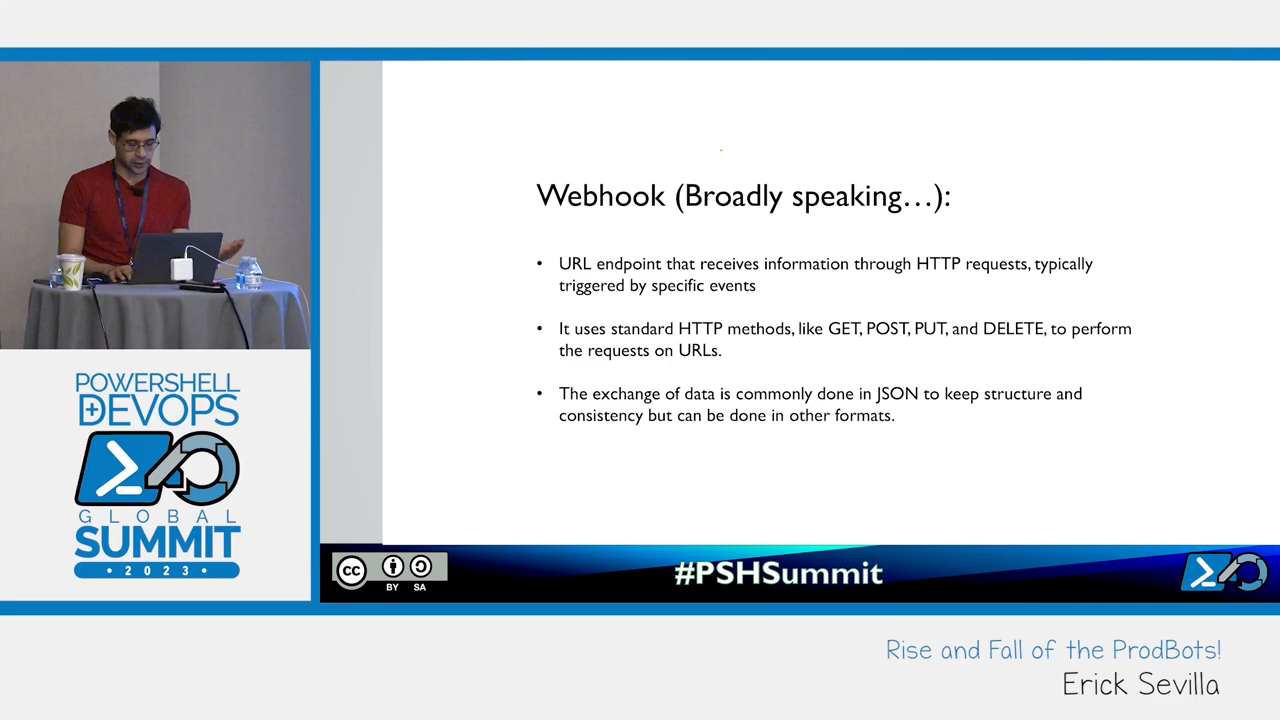 Webhook (Broadly speaking…):
• URL endpoint that receives information through HTTP requests, typically
triggered by specific events
• It uses standard HTTP methods, like GET, POST, PUT, and DELETE, to perform
the requests on URLs.
• The exchange of data is commonly done in JSON to keep structure and
consistency but can be done in other formats.
POWERSHELL
+DEVOPS
GLOBAL
SUMMIT
• 2023 •
cc
BY SA
#PSHSummit
Rise and Fall of the ProdBots!
Erick Sevilla